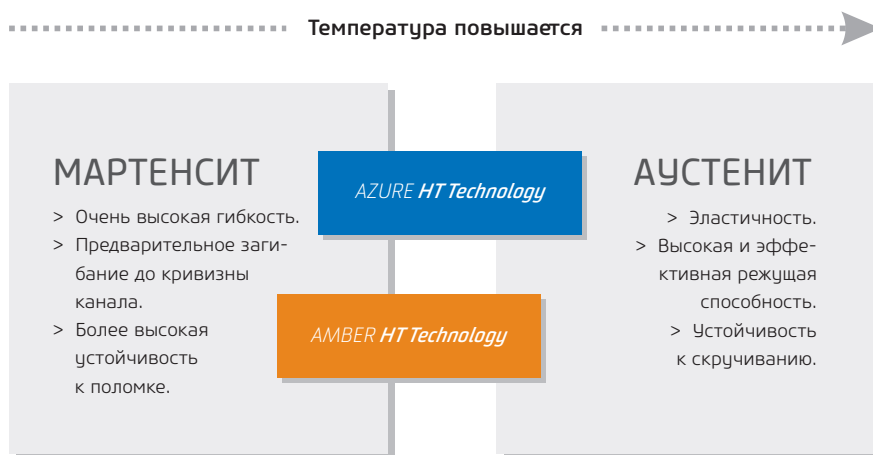 Температура повышается
МАРТЕНСИТ
> Очень высокая гибкость.
> Предварительное заги-
бание до кривизны
канала.
> Более высокая
устойчивость
к поломке.
AZURE HT Technology
AMBER HT Technology
АУСТЕНИТ
> Эластичность.
> Высокая и эффе-
ктивная режущая
способность.
> Устойчивость
к скручиванию.